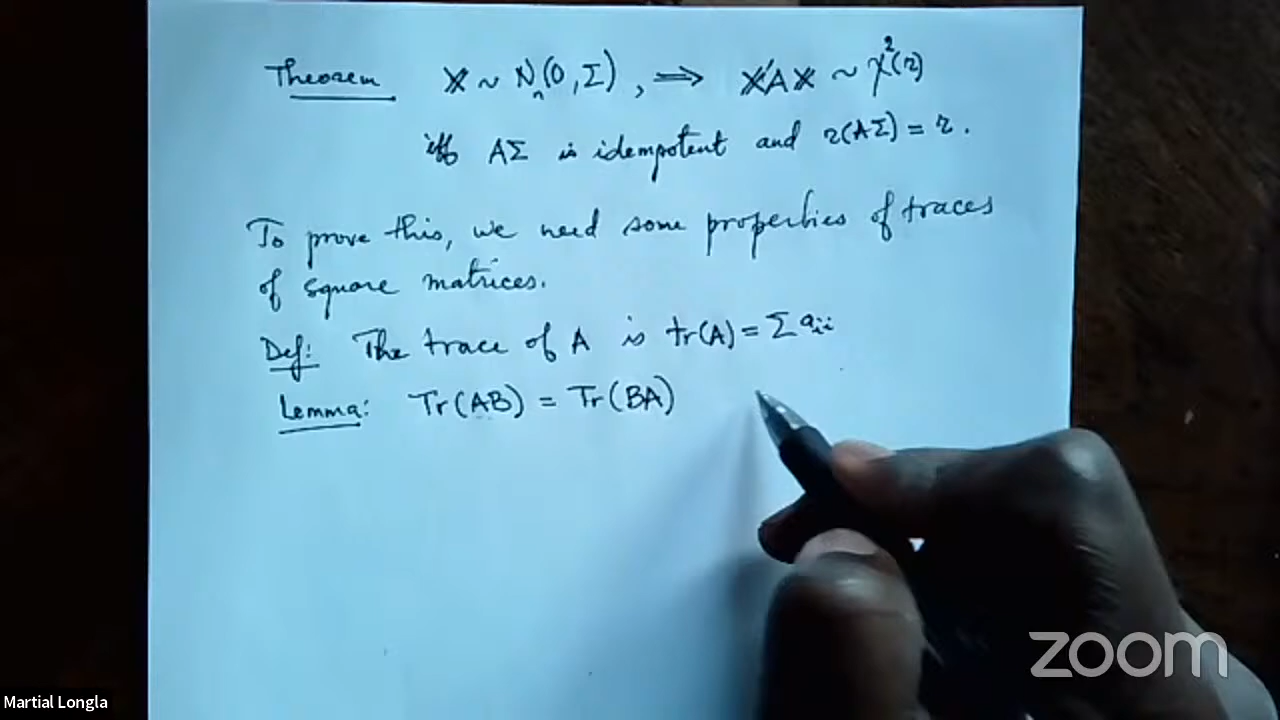 Theorem X ~ Nₙ(0, Σ), ⟹ X'AX ~ χ²(r)
iff AΣ is idempotent and r(AΣ) = r.
To prove this, we need some properties of traces
of square matrices.
Def: The trace of A is tr(A) = Σ aᵢᵢ
Lemma: Tr(AB) = Tr(BA)
zoom
Martial Longla